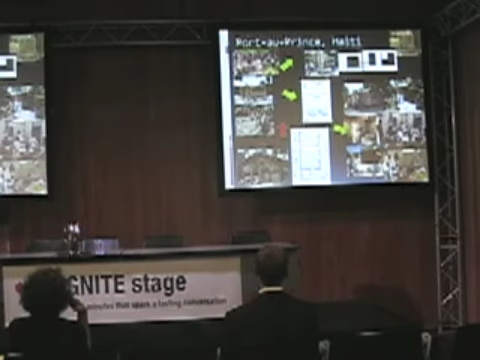 Port-au-Prince, Haiti
GNITE stage
minutes that spark a lasting conversation